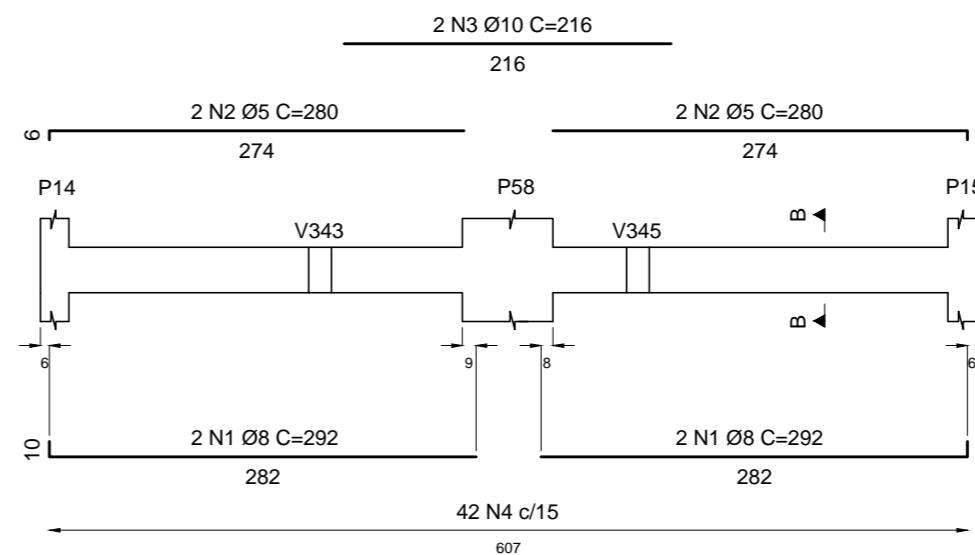 2 N3 Ø10 C=216
216
2 N2 Ø5 C=280
2 N2 Ø5 C=280
6
274
274
P14
P58
P15
V343
V345
B
B
6
9
8
6
2 N1 Ø8 C=292
2 N1 Ø8 C=292
10
282
282
42 N4 c/15
607